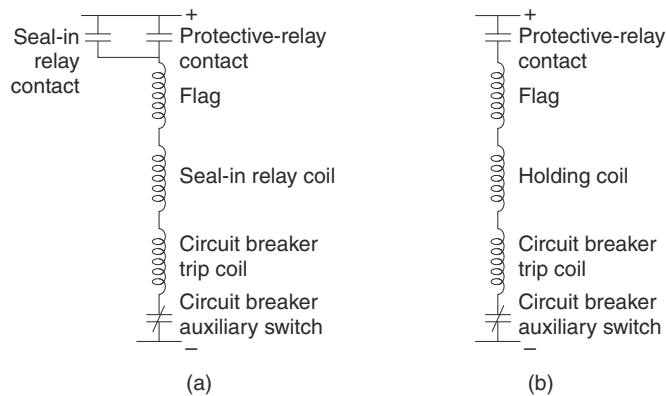 +
Seal-in
relay
contact
Protective-relay
contact
Flag
Seal-in relay coil
Circuit breaker
trip coil
Circuit breaker
auxiliary switch
–
(a)
+
Protective-relay
contact
Flag
Holding coil
Circuit breaker
trip coil
Circuit breaker
auxiliary switch
–
(b)